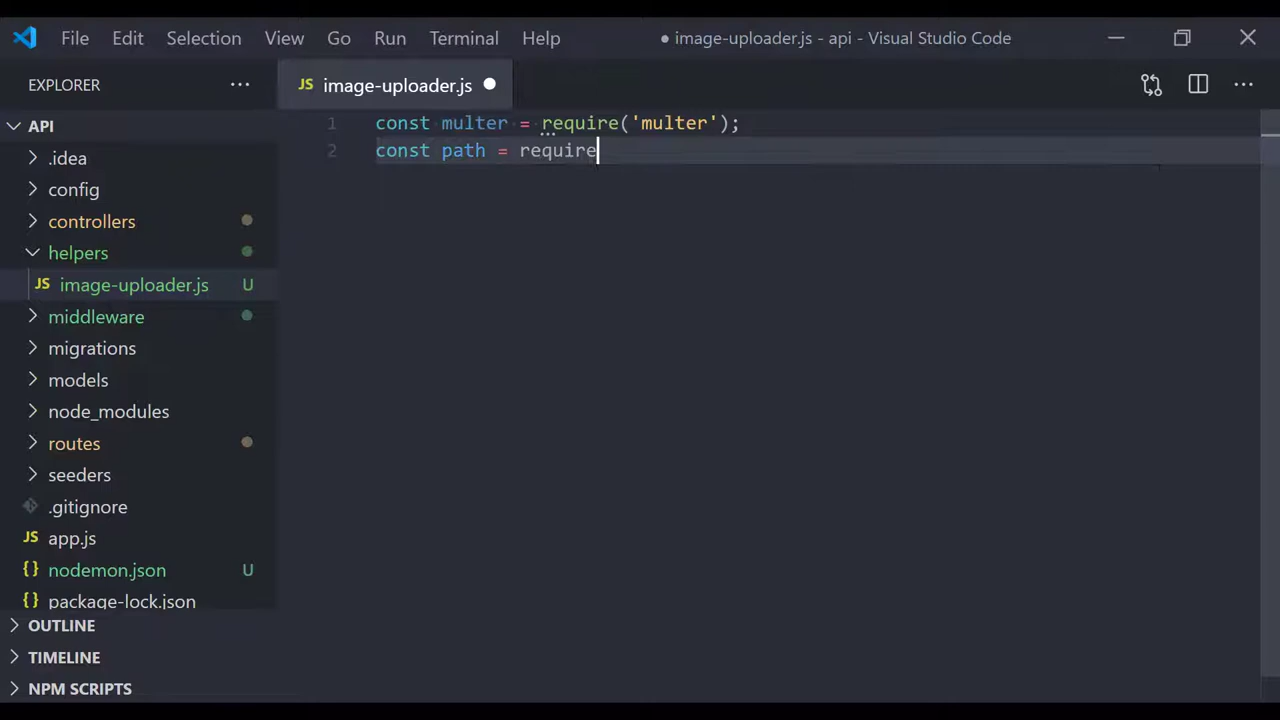 File Edit Selection View Go Run Terminal Help ● image-uploader.js - api - Visual Studio Code
EXPLORER ···
JS image-uploader.js
API
.idea
config
controllers
helpers
JS image-uploader.js U
middleware
migrations
models
node_modules
routes
seeders
.gitignore
JS app.js
{} nodemon.json U
{} package-lock.json
OUTLINE
TIMELINE
NPM SCRIPTS
1 const multer = require('multer');
2 const path = require